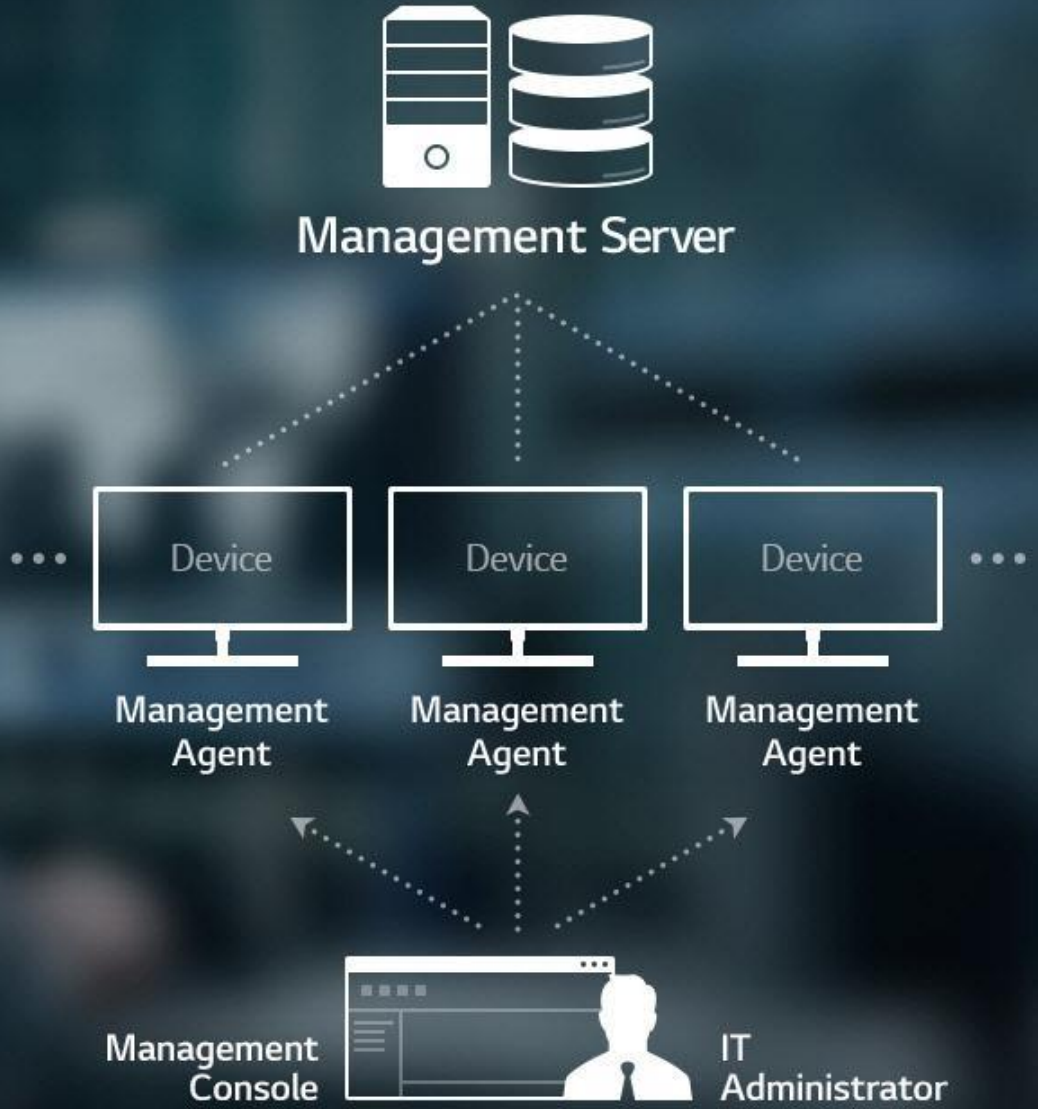 Management Server
Device
Device
Device
Management
Agent
Management
Agent
Management
Agent
Management
Console
IT
Administrator